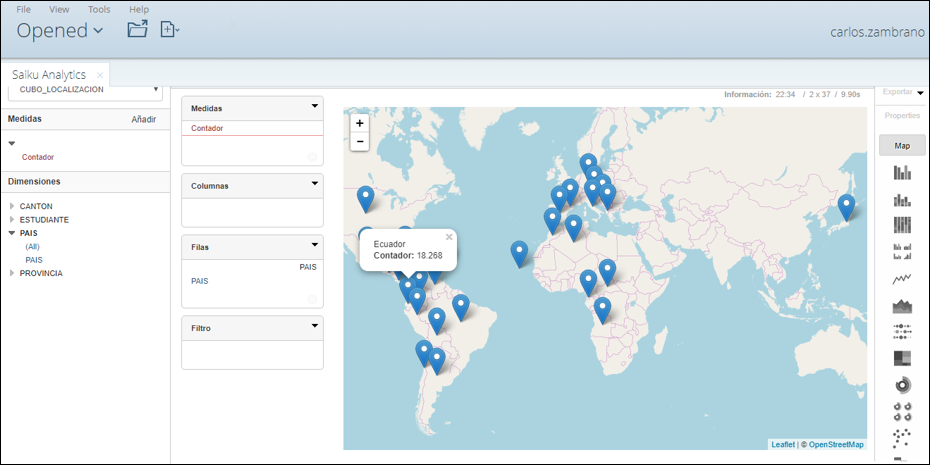 File View Tools Help
Opened
carlos.zambrano
Saiku Analytics ×
CUBO_LOCALIZACION
Medidas Añadir
Contador
Dimensiones
CANTON
ESTUDIANTE
PAIS
(All)
PAIS
PROVINCIA
Medidas
Contador
Columnas
Filas
PAIS
PAIS
Filtro
Información: 22:34 / 2 x 37 / 9.90s
+
−
Ecuador ×
Contador: 18.268
Leaflet | © OpenStreetMap
Exportar
Properties
Map